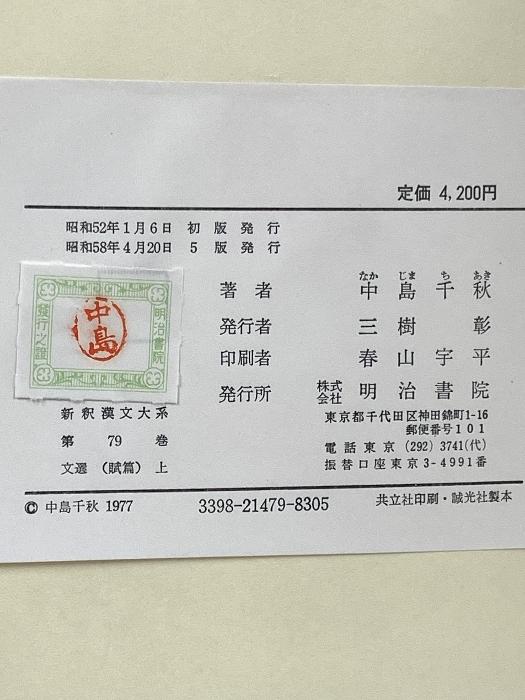 定価 4,200円
昭和52年1月6日 初版発行
昭和58年4月20日 5版発行
なか じま ち あき
著者 中島千秋
発行者 三樹彰
印刷者 春山宇平
発行所 株式会社 明治書院
東京都千代田区神田錦町1-16
郵便番号101
電話東京(292)3741(代)
振替口座東京3-4991番
明治書院
發行之證
中島
新釈漢文大系
第79巻
文選(賦篇)上
© 中島千秋 1977
3398-21479-8305
共立社印刷・誠光社製本